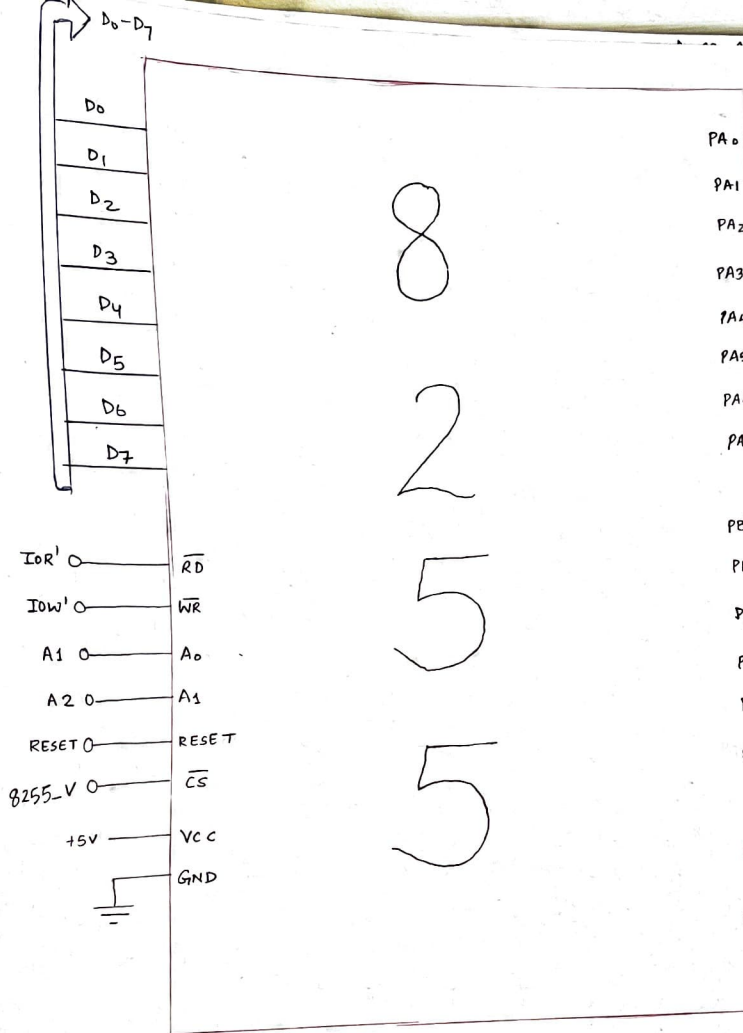 D0-D7
D0
D1
D2
D3
D4
D5
D6
D7
IOR' RD
IOW' WR
A1 A0
A2 A1
RESET RESET
8255_V CS
+5V VCC
GND
8
2
5
5
PA0
PA1
PA2
PA3